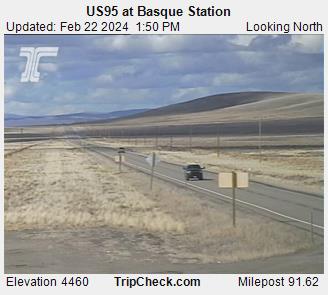 US95 at Basque Station
Updated: Feb 22 2024 1:50 PM Looking North
Elevation 4460 TripCheck.com Milepost 91.62